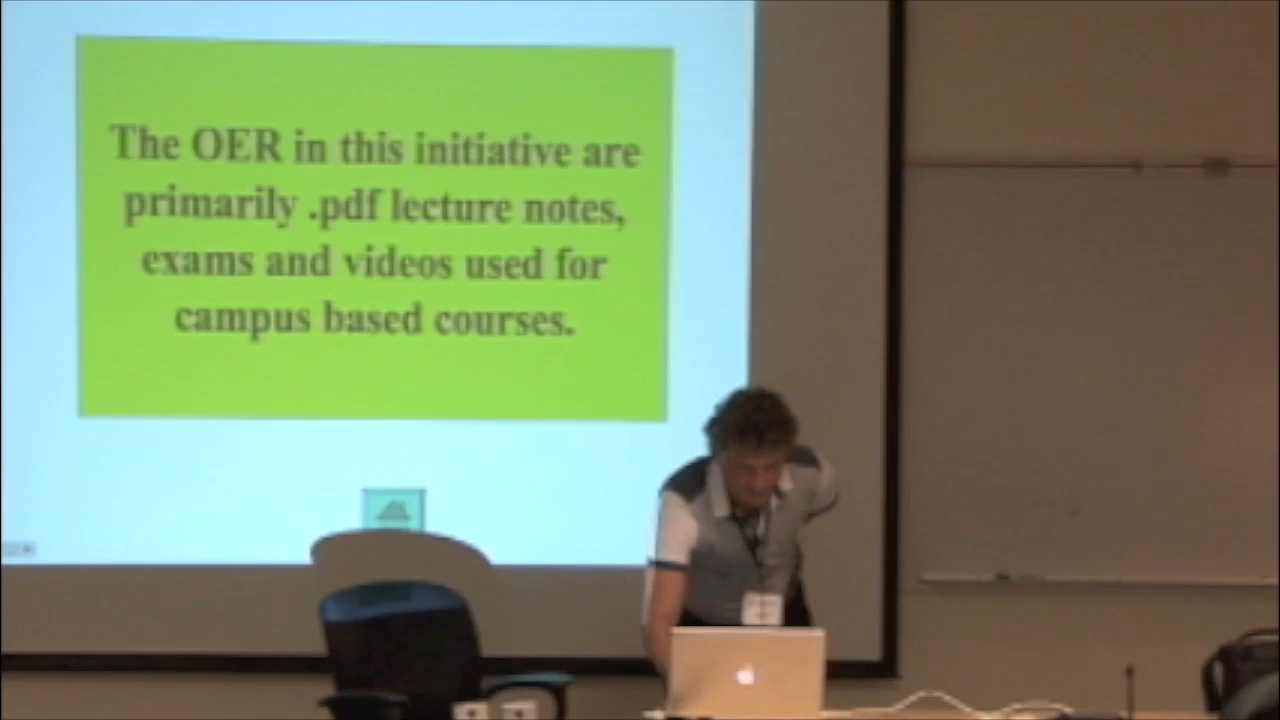 The OER in this initiative are
primarily .pdf lecture notes,
exams and videos used for
campus based courses.